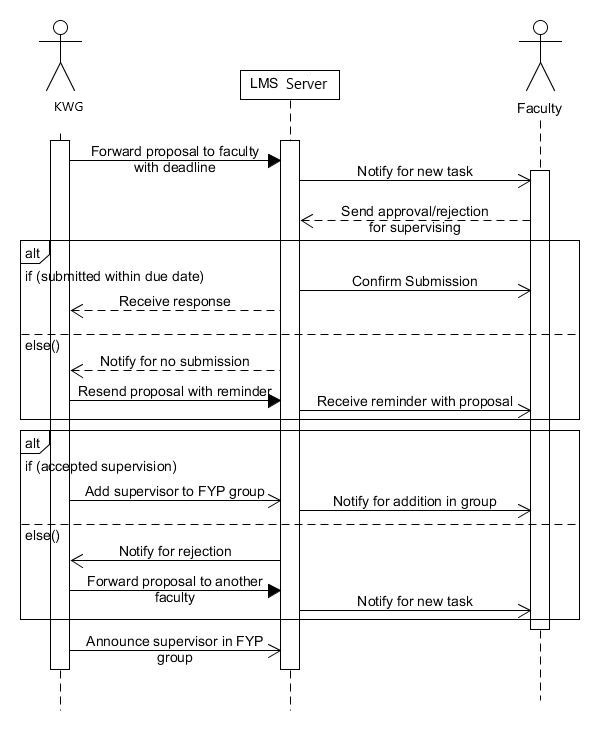 LMS Server
KWG
Faculty
Forward proposal to faculty
with deadline
Notify for new task
Send approval/rejection
for supervising
alt
if (submitted within due date)
Confirm Submission
Receive response
else()
Notify for no submission
Resend proposal with reminder
Receive reminder with proposal
alt
if (accepted supervision)
Add supervisor to FYP group
Notify for addition in group
else()
Notify for rejection
Forward proposal to another
faculty
Notify for new task
Announce supervisor in FYP
group